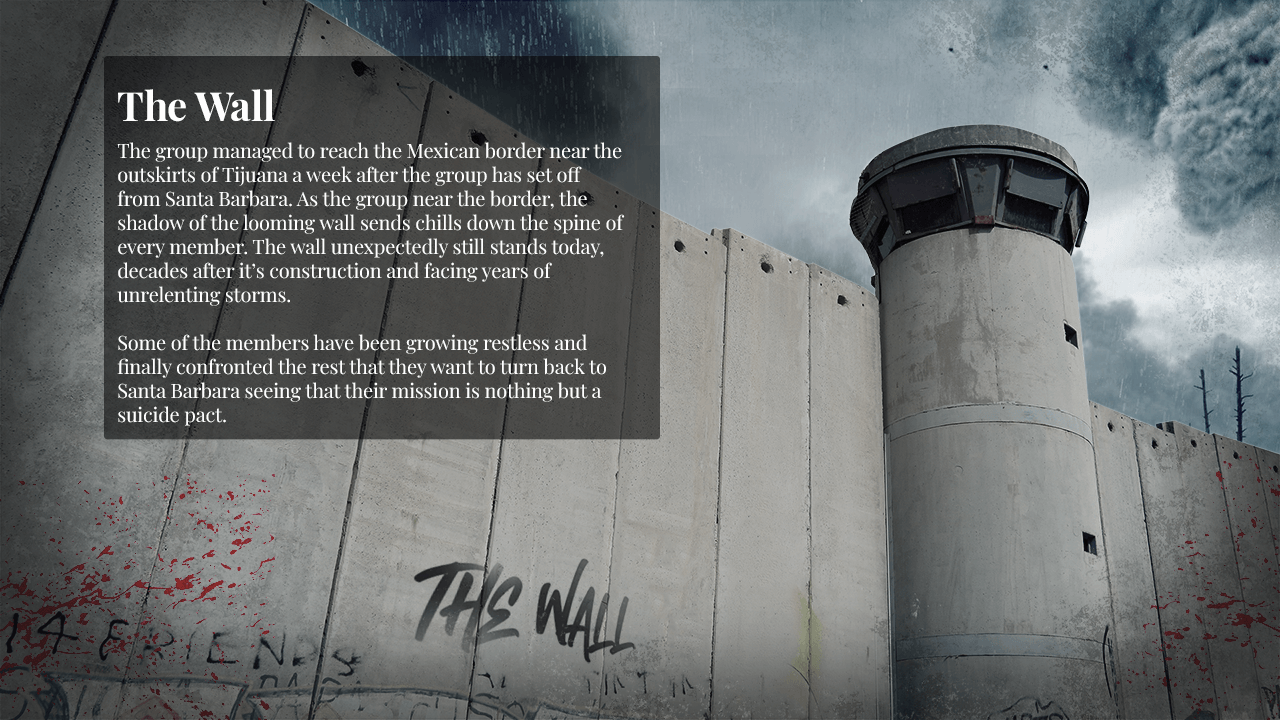 The Wall
The group managed to reach the Mexican border near the
outskirts of Tijuana a week after the group has set off
from Santa Barbara. As the group near the border, the
shadow of the looming wall sends chills down the spine of
every member. The wall unexpectedly still stands today,
decades after it’s construction and facing years of
unrelenting storms.
Some of the members have been growing restless and
finally confronted the rest that they want to turn back to
Santa Barbara seeing that their mission is nothing but a
suicide pact.
THE WALL
14 FRIENDS